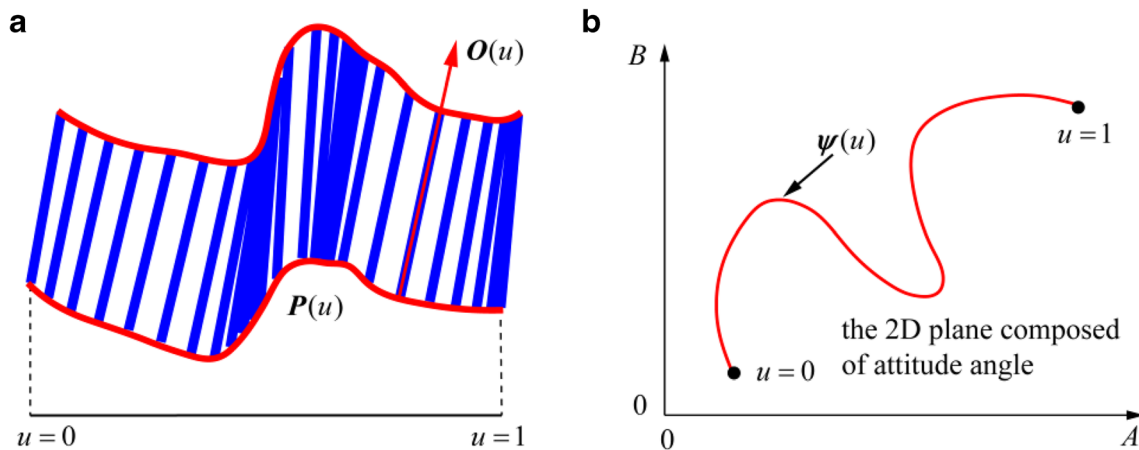 a
O(u)
P(u)
u = 0
u = 1
b
B
ψ(u)
u = 1
the 2D plane composed
of attitude angle
u = 0
0
0
A